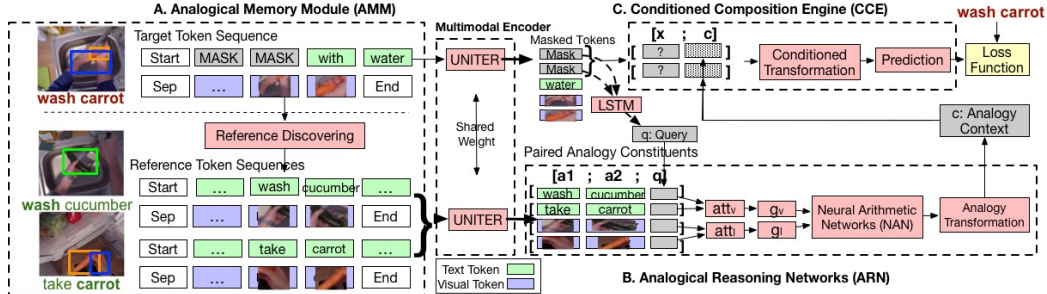 A. Analogical Memory Module (AMM)
Target Token Sequence
Start MASK MASK with water
Sep ... End
wash carrot
Reference Discovering
Reference Token Sequences
Start ... wash cucumber ...
Sep ... End
wash cucumber
Start ... take carrot ...
Sep ... End
take carrot
Multimodal Encoder
UNITER
Shared
Weight
UNITER
Text Token
Visual Token
C. Conditioned Composition Engine (CCE)
Masked Tokens
Mask
Mask
water
LSTM
q: Query
[x ; c]
?
?
Conditioned
Transformation
Prediction
wash carrot
Loss
Function
c: Analogy
Context
Paired Analogy Constituents
[a1 ; a2 ; q]
[ wash cucumber ]
[ take carrot ]
[ ]
[ ]
attv gv
attl gl
Neural Arithmetic
Networks (NAN)
Analogy
Transformation
B. Analogical Reasoning Networks (ARN)